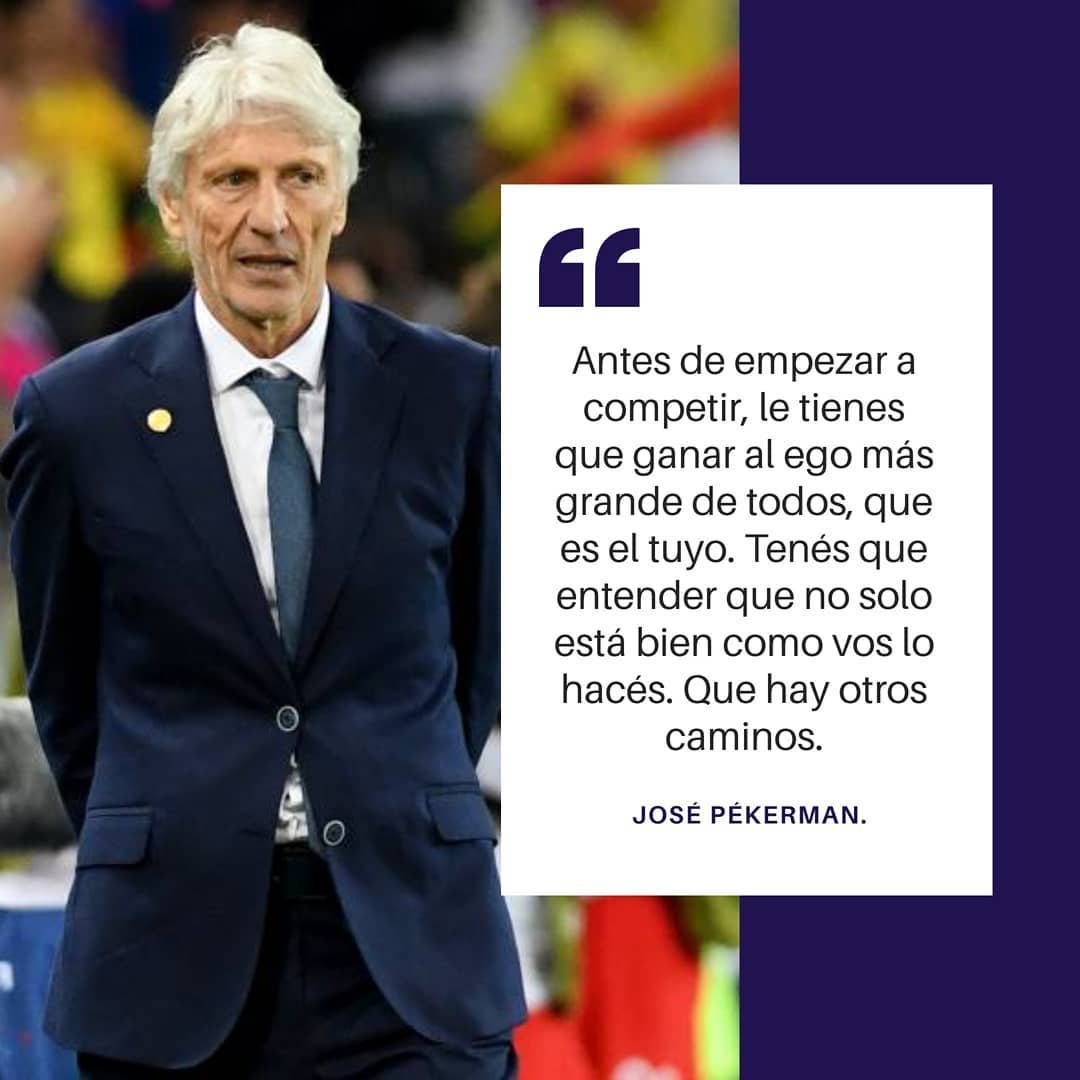 Antes de empezar a
competir, le tienes
que ganar al ego más
grande de todos, que
es el tuyo. Tenés que
entender que no solo
está bien como vos lo
hacés. Que hay otros
caminos.
JOSÉ PÉKERMAN.